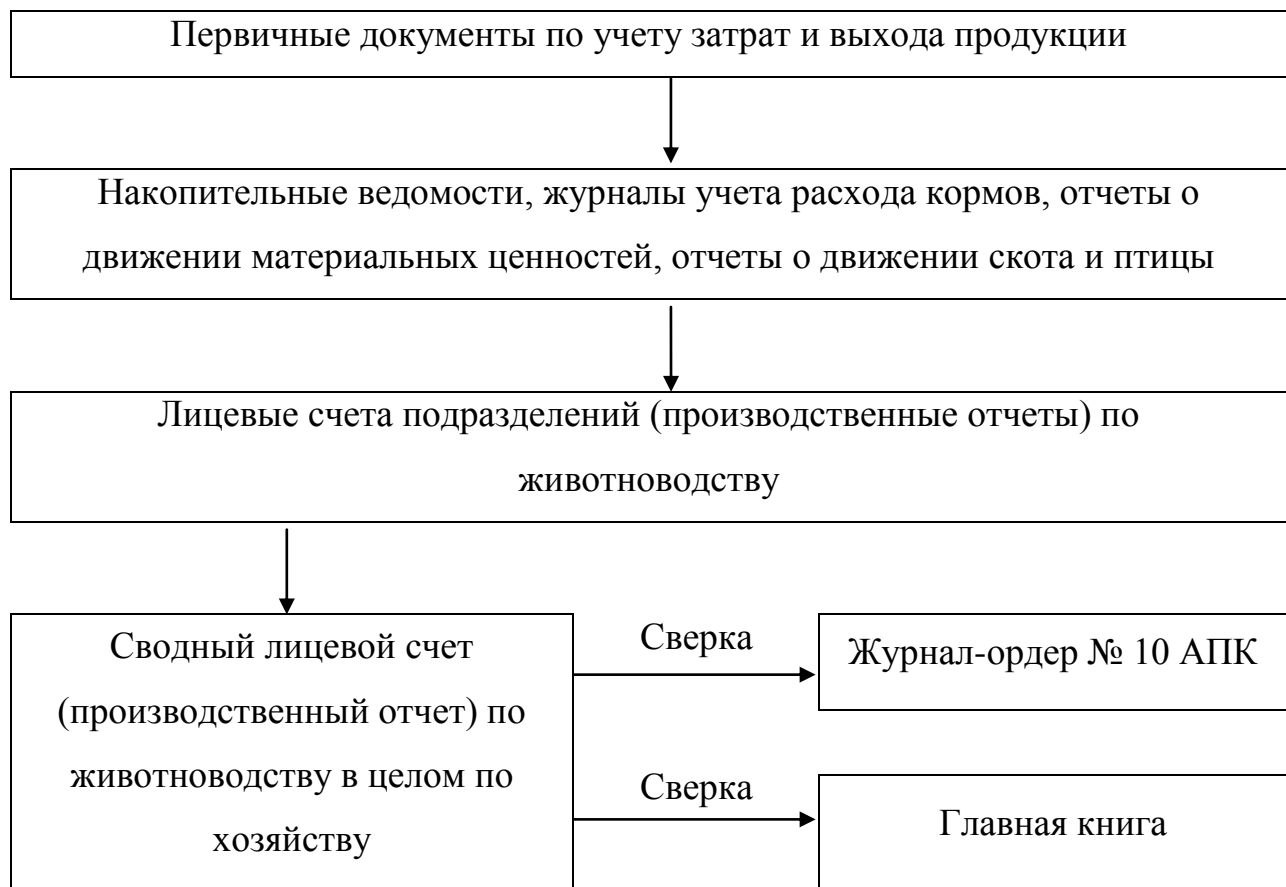 Первичные документы по учету затрат и выхода продукции
Накопительные ведомости, журналы учета расхода кормов, отчеты о
движении материальных ценностей, отчеты о движении скота и птицы
Лицевые счета подразделений (производственные отчеты) по
животноводству
Сводный лицевой счет
(производственный отчет) по
животноводству в целом по
хозяйству
Сверка
Журнал-ордер № 10 АПК
Сверка
Главная книга